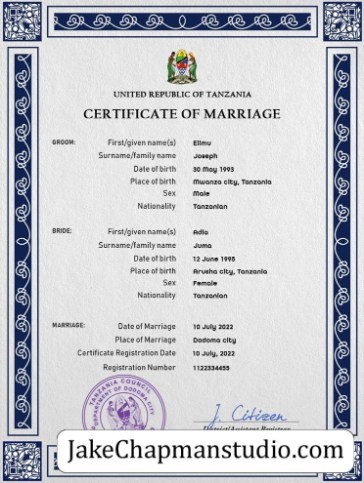 UNITED REPUBLIC OF TANZANIA
CERTIFICATE OF MARRIAGE
GROOM: First/given name(s) Elimu
Surname/family name Joseph
Date of birth 30 May 1993
Place of birth Mwanza city, Tanzania
Sex Male
Nationality Tanzanian
BRIDE: First/given name(s) Adla
Surname/family name Juma
Date of birth 12 June 1995
Place of birth Arusha city, Tanzania
Sex Female
Nationality Tanzanian
MARRIAGE: Date of Marriage 10 July 2022
Place of Marriage Dodoma city
Certificate Registration Date 10 July, 2022
Registration Number 1122334455
TANZANIA COUNCIL
DEPARTMENT OF DODOMA CITY
J. Citizen
District/Assistant Registrar
JakeChapmanstudio.com